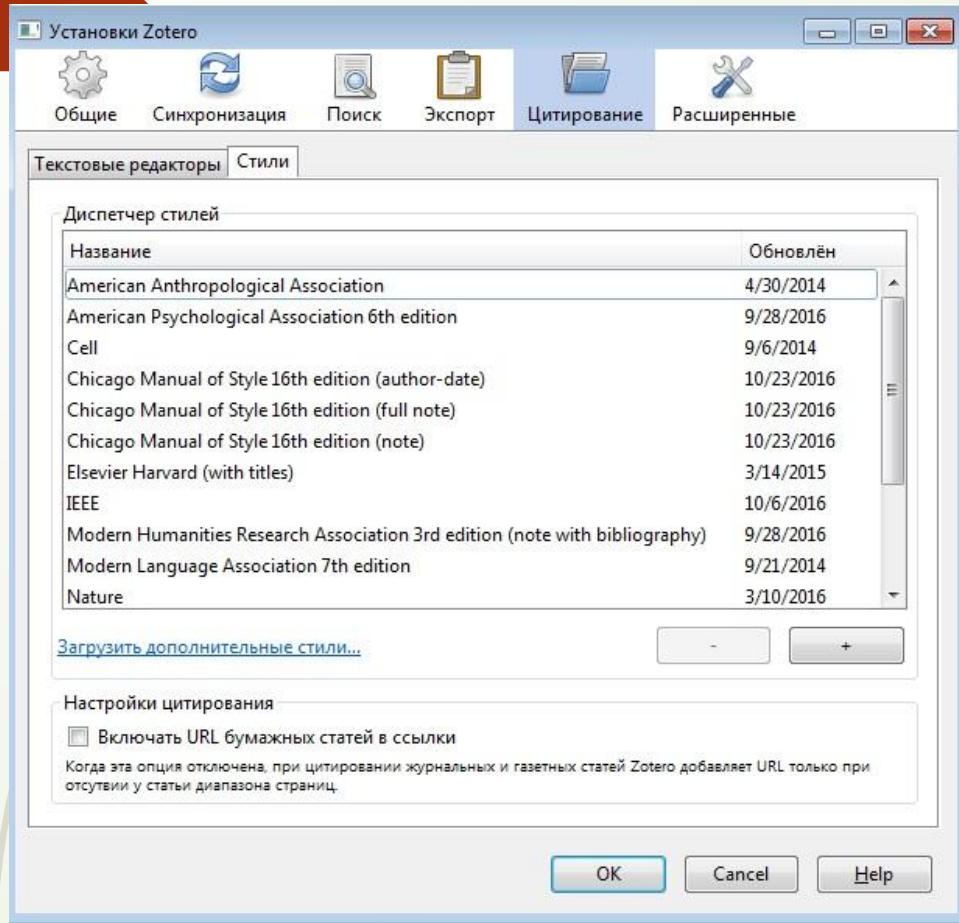 Установки Zotero
Общие Синхронизация Поиск Экспорт Цитирование Расширенные
Текстовые редакторы Стили
Диспетчер стилей
Название Обновлён
American Anthropological Association 4/30/2014
American Psychological Association 6th edition 9/28/2016
Cell 9/6/2014
Chicago Manual of Style 16th edition (author-date) 10/23/2016
Chicago Manual of Style 16th edition (full note) 10/23/2016
Chicago Manual of Style 16th edition (note) 10/23/2016
Elsevier Harvard (with titles) 3/14/2015
IEEE 10/6/2016
Modern Humanities Research Association 3rd edition (note with bibliography) 9/28/2016
Modern Language Association 7th edition 9/21/2014
Nature 3/10/2016
Загрузить дополнительные стили... - +
Настройки цитирования
Включать URL бумажных статей в ссылки
Когда эта опция отключена, при цитировании журнальных и газетных статей Zotero добавляет URL только при
отсутвии у статьи диапазона страниц.
OK Cancel Help